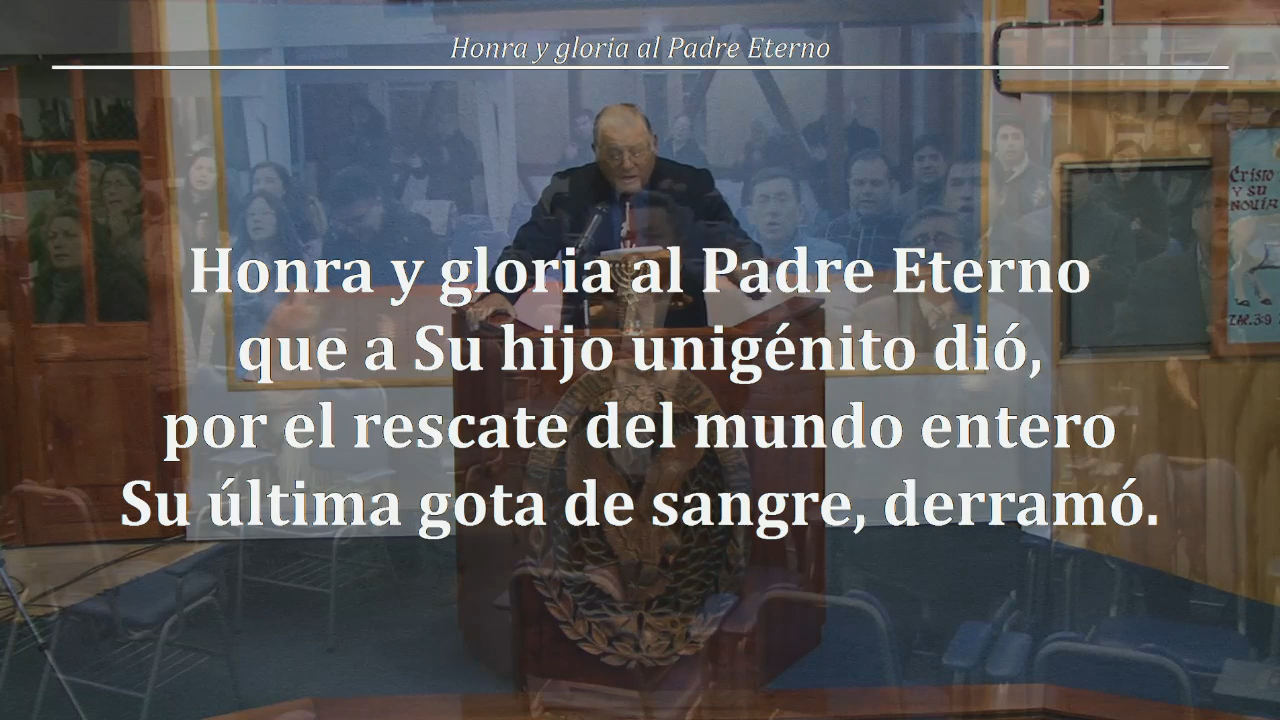 Honra y gloria al Padre Eterno
Honra y gloria al Padre Eterno
que a Su hijo unigénito dió,
por el rescate del mundo entero
Su última gota de sangre, derramó.
Cristo
Y SU
NOVIA